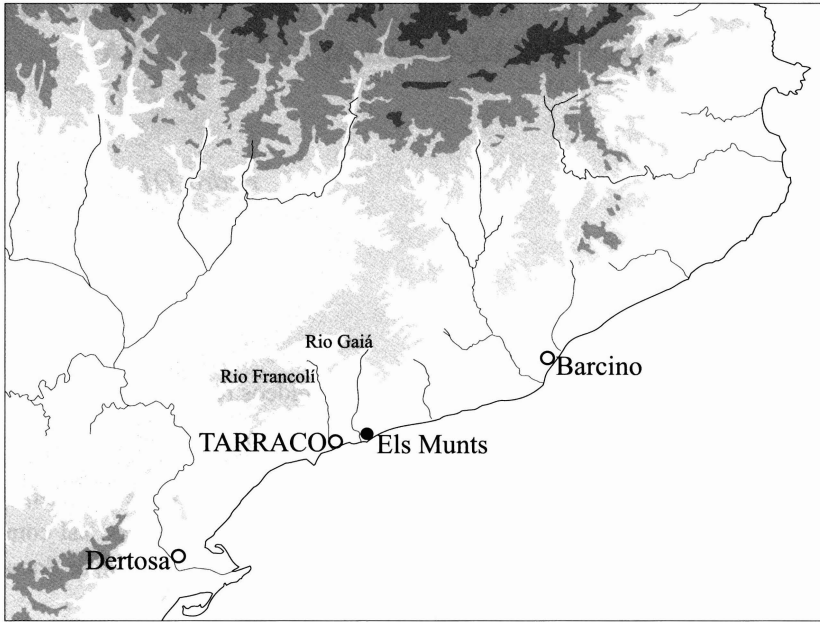 Rio Gaiá
Rio Francolí
Barcino
TARRACO
Els Munts
Dertosa